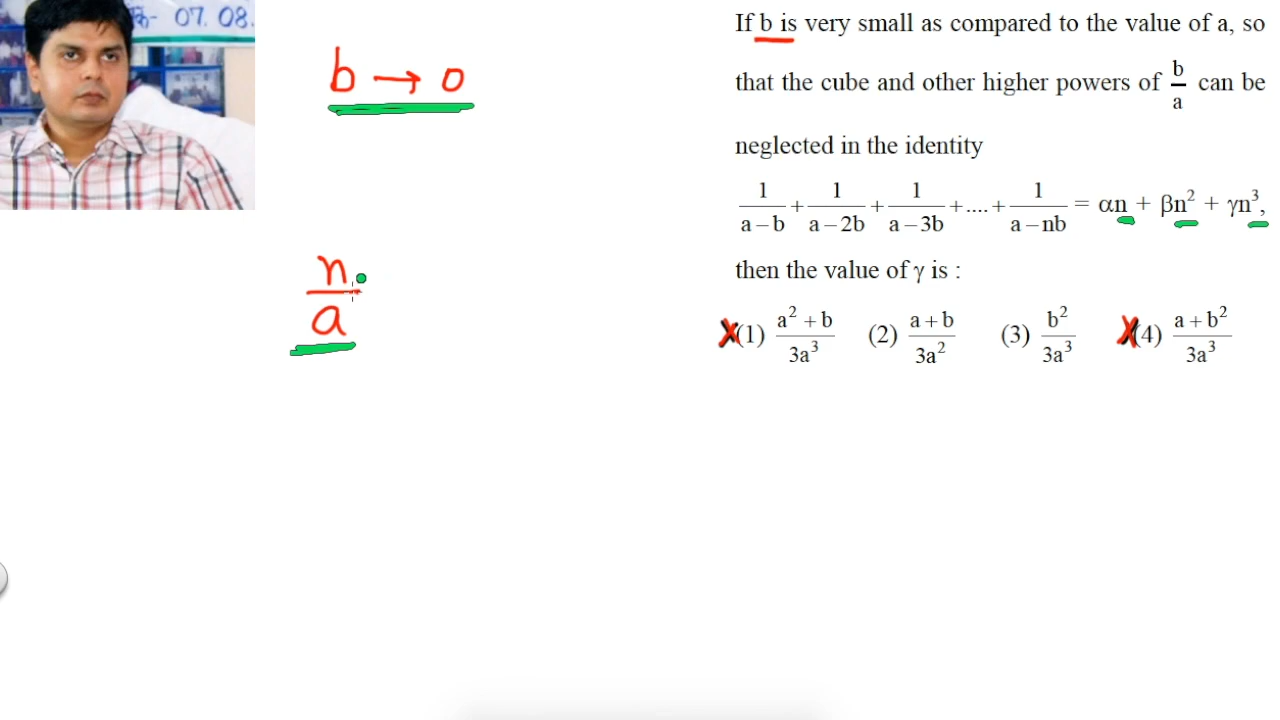 क- 07. 08.
b → 0
n
a
If b is very small as compared to the value of a, so
that the cube and other higher powers of b/a can be
neglected in the identity
1/(a – b) + 1/(a – 2b) + 1/(a – 3b) + .... + 1/(a – nb) = αn + βn² + γn³,
then the value of γ is :
(1) (a² + b)/3a³ (2) (a + b)/3a² (3) b²/3a³ (4) (a + b²)/3a³